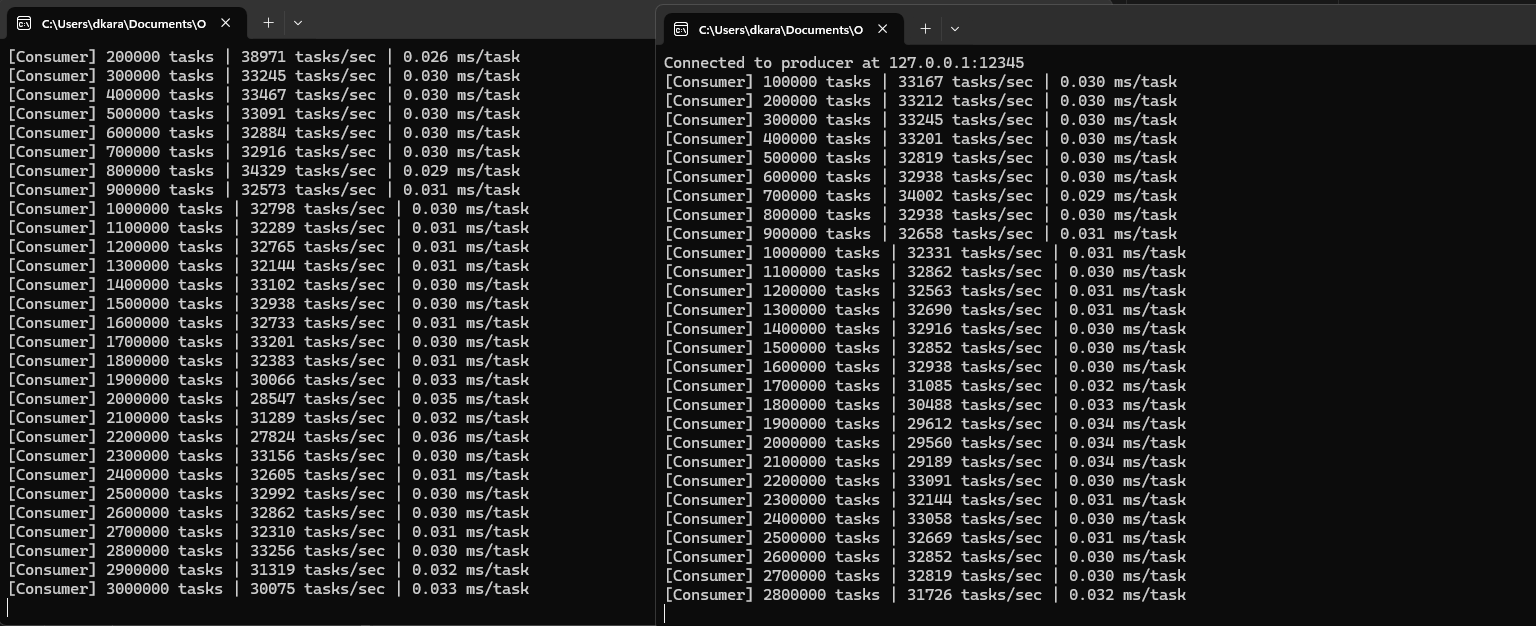 C:\Users\dkara\Documents\O
[Consumer] 200000 tasks | 38971 tasks/sec | 0.026 ms/task
[Consumer] 300000 tasks | 33245 tasks/sec | 0.030 ms/task
[Consumer] 400000 tasks | 33467 tasks/sec | 0.030 ms/task
[Consumer] 500000 tasks | 33091 tasks/sec | 0.030 ms/task
[Consumer] 600000 tasks | 32884 tasks/sec | 0.030 ms/task
[Consumer] 700000 tasks | 32916 tasks/sec | 0.030 ms/task
[Consumer] 800000 tasks | 34329 tasks/sec | 0.029 ms/task
[Consumer] 900000 tasks | 32573 tasks/sec | 0.031 ms/task
[Consumer] 1000000 tasks | 32798 tasks/sec | 0.030 ms/task
[Consumer] 1100000 tasks | 32289 tasks/sec | 0.031 ms/task
[Consumer] 1200000 tasks | 32765 tasks/sec | 0.031 ms/task
[Consumer] 1300000 tasks | 32144 tasks/sec | 0.031 ms/task
[Consumer] 1400000 tasks | 33102 tasks/sec | 0.030 ms/task
[Consumer] 1500000 tasks | 32938 tasks/sec | 0.030 ms/task
[Consumer] 1600000 tasks | 32733 tasks/sec | 0.031 ms/task
[Consumer] 1700000 tasks | 33201 tasks/sec | 0.030 ms/task
[Consumer] 1800000 tasks | 32383 tasks/sec | 0.031 ms/task
[Consumer] 1900000 tasks | 30066 tasks/sec | 0.033 ms/task
[Consumer] 2000000 tasks | 28547 tasks/sec | 0.035 ms/task
[Consumer] 2100000 tasks | 31289 tasks/sec | 0.032 ms/task
[Consumer] 2200000 tasks | 27824 tasks/sec | 0.036 ms/task
[Consumer] 2300000 tasks | 33156 tasks/sec | 0.030 ms/task
[Consumer] 2400000 tasks | 32605 tasks/sec | 0.031 ms/task
[Consumer] 2500000 tasks | 32992 tasks/sec | 0.030 ms/task
[Consumer] 2600000 tasks | 32862 tasks/sec | 0.030 ms/task
[Consumer] 2700000 tasks | 32310 tasks/sec | 0.031 ms/task
[Consumer] 2800000 tasks | 33256 tasks/sec | 0.030 ms/task
[Consumer] 2900000 tasks | 31319 tasks/sec | 0.032 ms/task
[Consumer] 3000000 tasks | 30075 tasks/sec | 0.033 ms/task
C:\Users\dkara\Documents\O
Connected to producer at 127.0.0.1:12345
[Consumer] 100000 tasks | 33167 tasks/sec | 0.030 ms/task
[Consumer] 200000 tasks | 33212 tasks/sec | 0.030 ms/task
[Consumer] 300000 tasks | 33245 tasks/sec | 0.030 ms/task
[Consumer] 400000 tasks | 33201 tasks/sec | 0.030 ms/task
[Consumer] 500000 tasks | 32819 tasks/sec | 0.030 ms/task
[Consumer] 600000 tasks | 32938 tasks/sec | 0.030 ms/task
[Consumer] 700000 tasks | 34002 tasks/sec | 0.029 ms/task
[Consumer] 800000 tasks | 32938 tasks/sec | 0.030 ms/task
[Consumer] 900000 tasks | 32658 tasks/sec | 0.031 ms/task
[Consumer] 1000000 tasks | 32331 tasks/sec | 0.031 ms/task
[Consumer] 1100000 tasks | 32862 tasks/sec | 0.030 ms/task
[Consumer] 1200000 tasks | 32563 tasks/sec | 0.031 ms/task
[Consumer] 1300000 tasks | 32690 tasks/sec | 0.031 ms/task
[Consumer] 1400000 tasks | 32916 tasks/sec | 0.030 ms/task
[Consumer] 1500000 tasks | 32852 tasks/sec | 0.030 ms/task
[Consumer] 1600000 tasks | 32938 tasks/sec | 0.030 ms/task
[Consumer] 1700000 tasks | 31085 tasks/sec | 0.032 ms/task
[Consumer] 1800000 tasks | 30488 tasks/sec | 0.033 ms/task
[Consumer] 1900000 tasks | 29612 tasks/sec | 0.034 ms/task
[Consumer] 2000000 tasks | 29560 tasks/sec | 0.034 ms/task
[Consumer] 2100000 tasks | 29189 tasks/sec | 0.034 ms/task
[Consumer] 2200000 tasks | 33091 tasks/sec | 0.030 ms/task
[Consumer] 2300000 tasks | 32144 tasks/sec | 0.031 ms/task
[Consumer] 2400000 tasks | 33058 tasks/sec | 0.030 ms/task
[Consumer] 2500000 tasks | 32669 tasks/sec | 0.031 ms/task
[Consumer] 2600000 tasks | 32852 tasks/sec | 0.030 ms/task
[Consumer] 2700000 tasks | 32819 tasks/sec | 0.030 ms/task
[Consumer] 2800000 tasks | 31726 tasks/sec | 0.032 ms/task